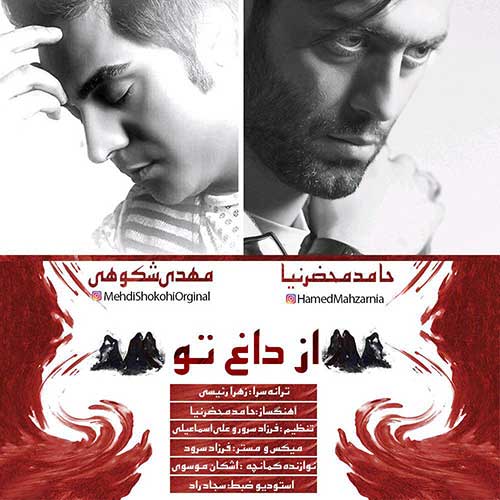 حامد محضرنیا
HamedMahzarnia
مهدی شکوهی
MehdiShokohiOrginal
از داغ تو
ترانه سرا : زهرا رئیسی
آهنگساز: حامد محضرنیا
تنظیم : فرزاد سرور و علی اسماعیلی
میکس و مستر : فرزاد سرود
نوازنده کمانچه : اشکان موسوی
استودیو ضبط : سجاد راد